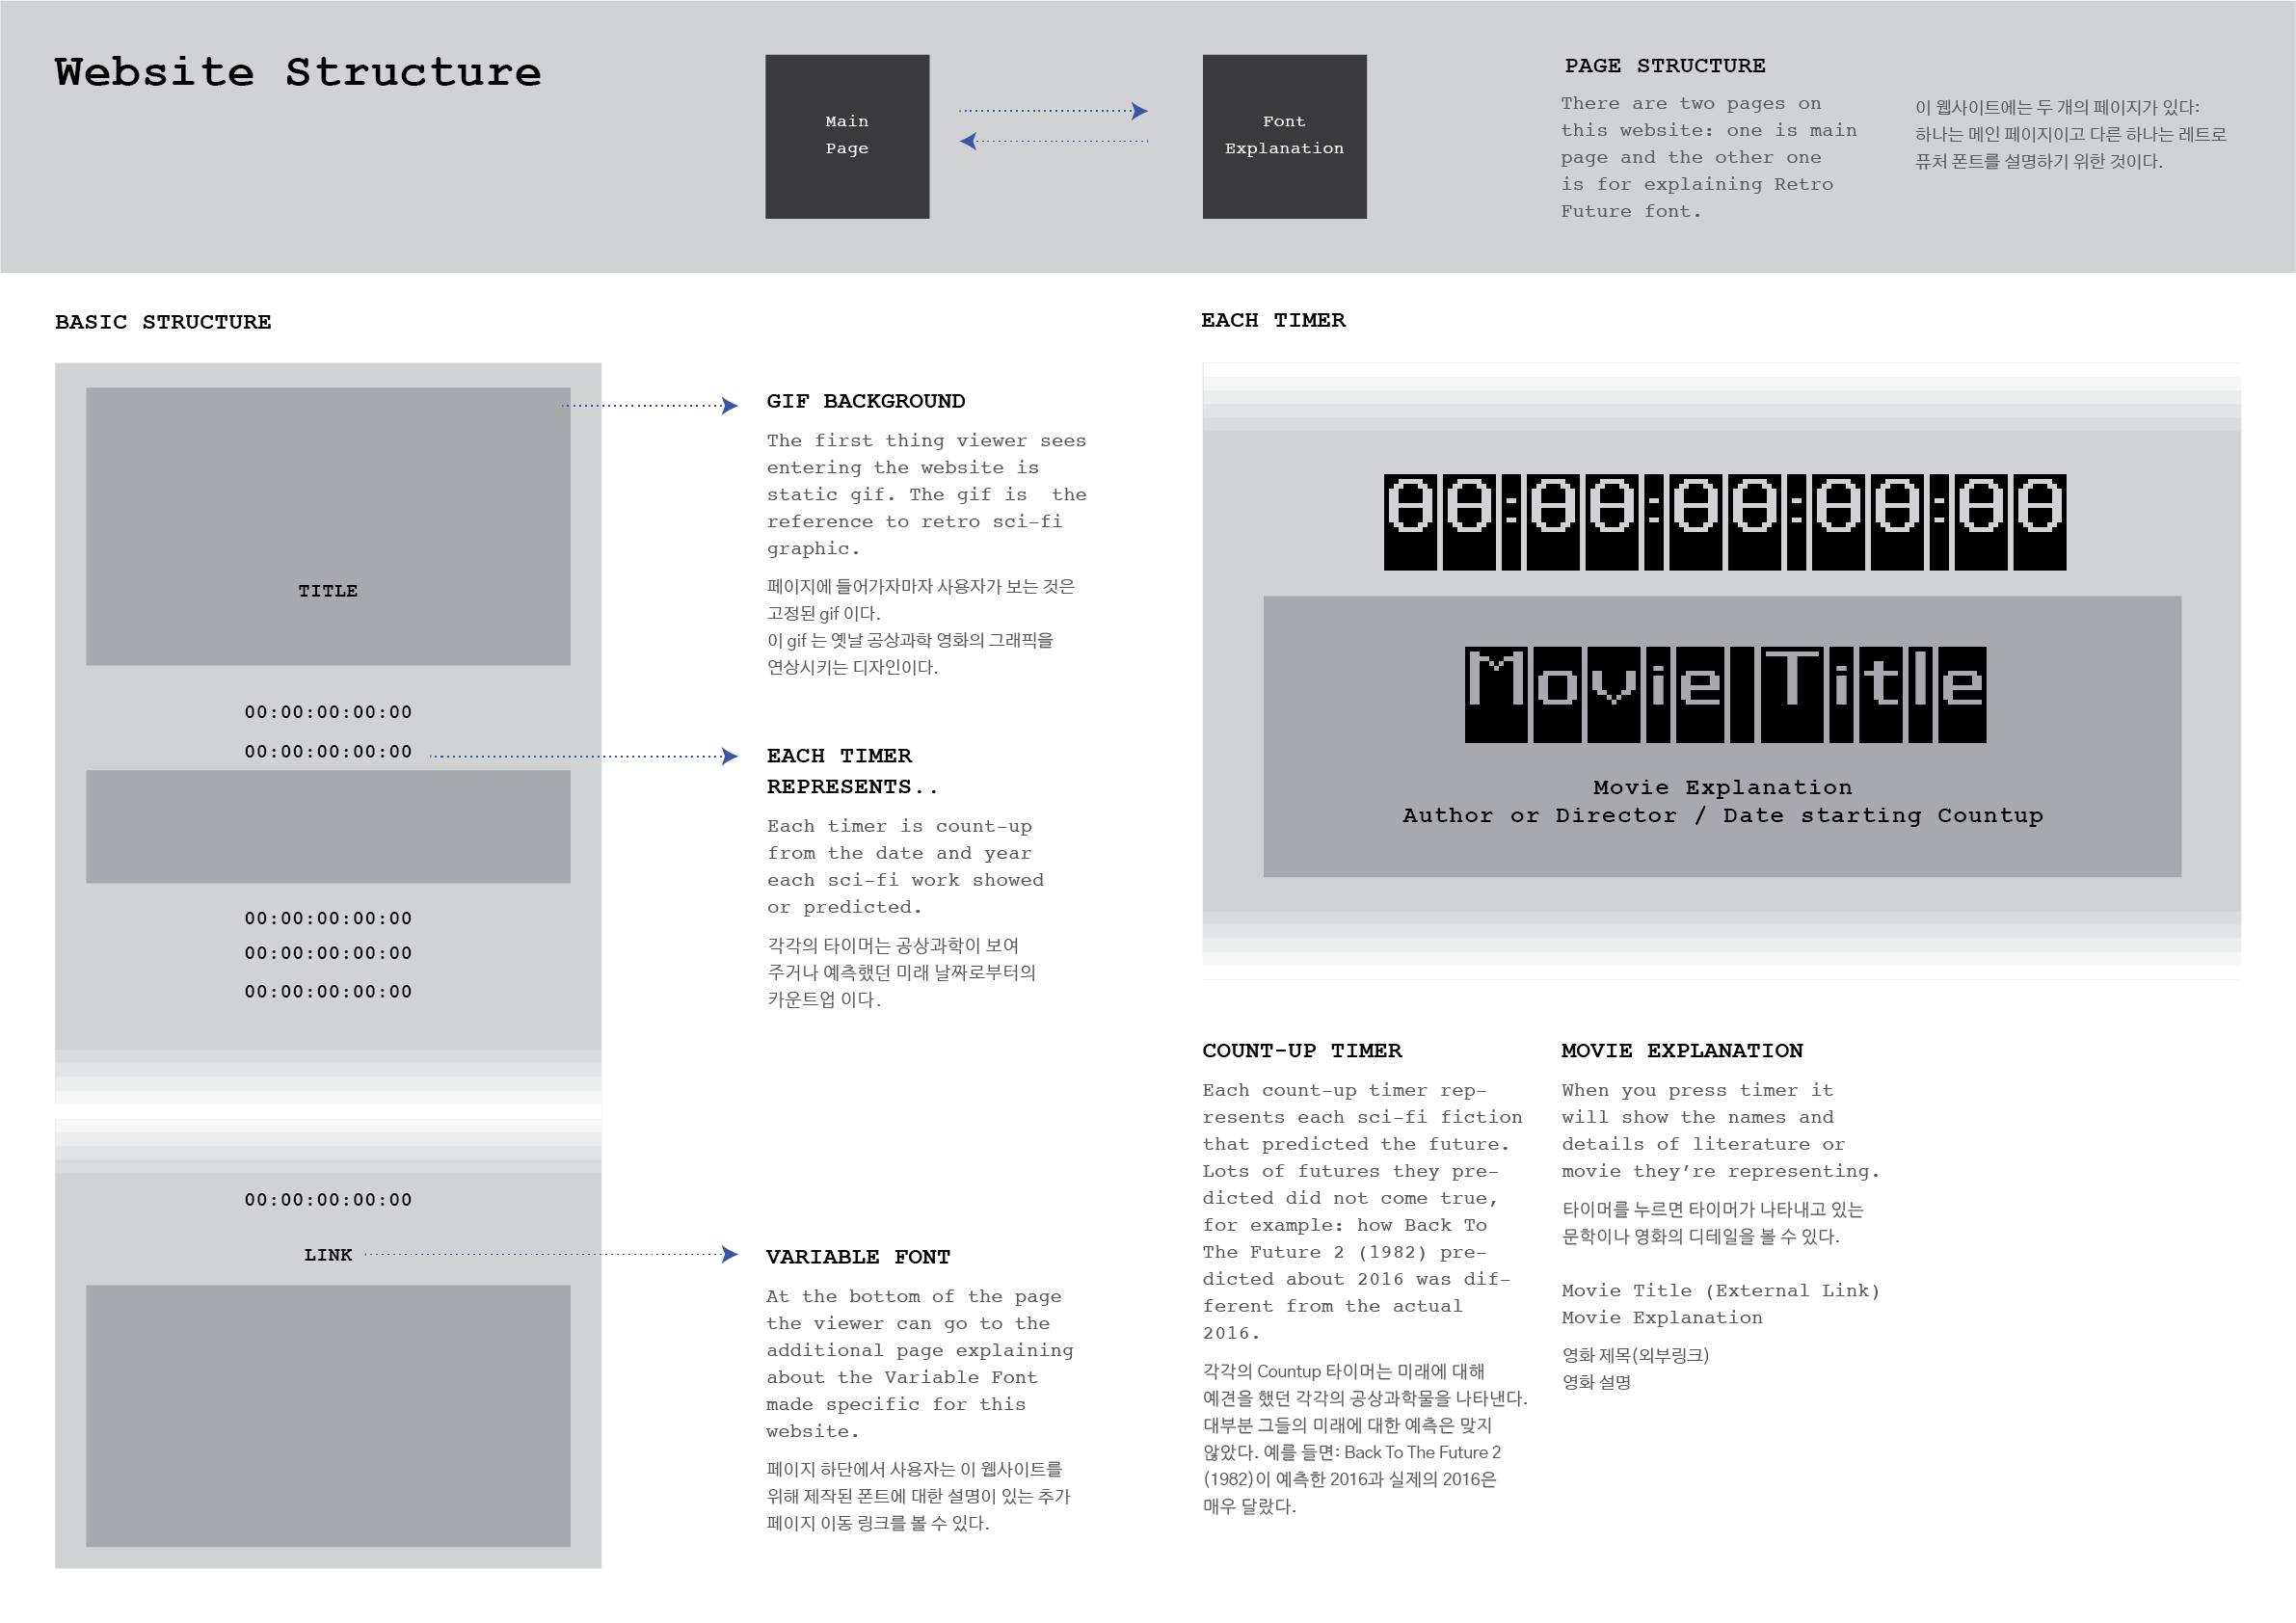 Website Structure
Main
Page
Font
Explanation
PAGE STRUCTURE
There are two pages on
this website: one is main
page and the other one
is for explaining Retro
Future font.
이 웹사이트에는 두 개의 페이지가 있다:
하나는 메인 페이지이고 다른 하나는 레트로
퓨처 폰트를 설명하기 위한 것이다.
BASIC STRUCTURE
TITLE
00:00:00:00:00
00:00:00:00:00
00:00:00:00:00
00:00:00:00:00
00:00:00:00:00
00:00:00:00:00
LINK
GIF BACKGROUND
The first thing viewer sees
entering the website is
static gif. The gif is  the
reference to retro sci-fi
graphic.
페이지에 들어가자마자 사용자가 보는 것은
고정된 gif 이다.
이 gif 는 옛날 공상과학 영화의 그래픽을
연상시키는 디자인이다.
EACH TIMER
REPRESENTS..
Each timer is count-up
from the date and year
each sci-fi work showed
or predicted.
각각의 타이머는 공상과학이 보여
주거나 예측했던 미래 날짜로부터의
카운트업 이다.
VARIABLE FONT
At the bottom of the page
the viewer can go to the
additional page explaining
about the Variable Font
made specific for this
website.
페이지 하단에서 사용자는 이 웹사이트를
위해 제작된 폰트에 대한 설명이 있는 추가
페이지 이동 링크를 볼 수 있다.
EACH TIMER
00:00:00:00:00
Movie Title
Movie Explanation
Author or Director / Date starting Countup
COUNT-UP TIMER
Each count-up timer rep-
resents each sci-fi fiction
that predicted the future.
Lots of futures they pre-
dicted did not come true,
for example: how Back To
The Future 2 (1982) pre-
dicted about 2016 was dif-
ferent from the actual
2016.
각각의 Countup 타이머는 미래에 대해
예견을 했던 각각의 공상과학물을 나타낸다.
대부분 그들의 미래에 대한 예측은 맞지
않았다. 예를 들면: Back To The Future 2
(1982)이 예측한 2016과 실제의 2016은
매우 달랐다.
MOVIE EXPLANATION
When you press timer it
will show the names and
details of literature or
movie they’re representing.
타이머를 누르면 타이머가 나타내고 있는
문학이나 영화의 디테일을 볼 수 있다.
Movie Title (External Link)
Movie Explanation
영화 제목(외부링크)
영화 설명